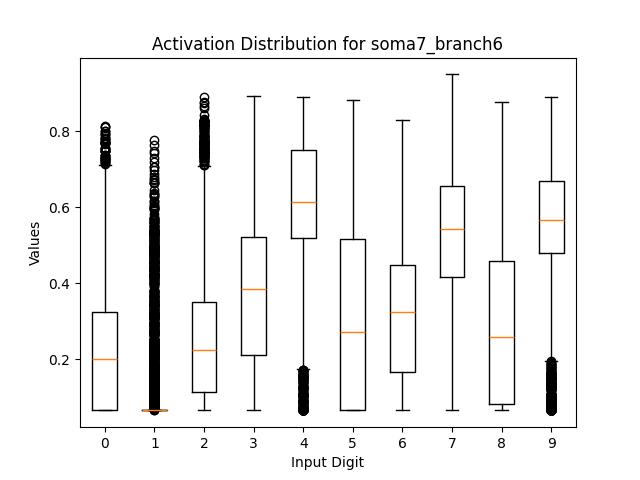 Activation Distribution for soma7_branch6
Values
0.8
0.6
0.4
0.2
0 1 2 3 4 5 6 7 8 9
Input Digit